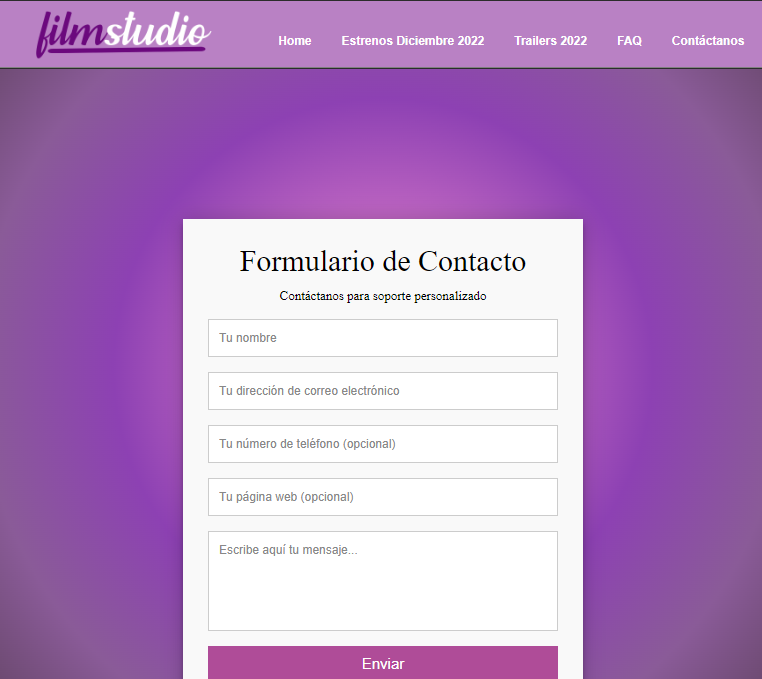 filmstudio
Home Estrenos Diciembre 2022 Trailers 2022 FAQ Contáctanos
Formulario de Contacto
Contáctanos para soporte personalizado
Tu nombre
Tu dirección de correo electrónico
Tu número de teléfono (opcional)
Tu página web (opcional)
Escribe aquí tu mensaje...
Enviar